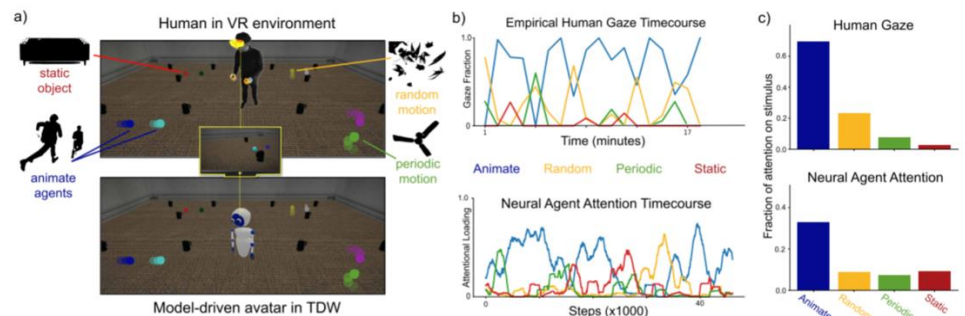 a)
Human in VR environment
static
object
animate
agents
random
motion
periodic
motion
Model-driven avatar in TDW
b)
Empirical Human Gaze Timecourse
Gaze Fraction
1.0
0.0
1
17
Time (minutes)
Animate
Random
Periodic
Static
Neural Agent Attention Timecourse
Attentional Loading
1.0
0
40
Steps (x1000)
c)
Human Gaze
Fraction of attention on stimulus
0.6
0.4
0.2
0.0
Neural Agent Attention
0.4
0.2
0.0
Animate
Random
Periodic
Static